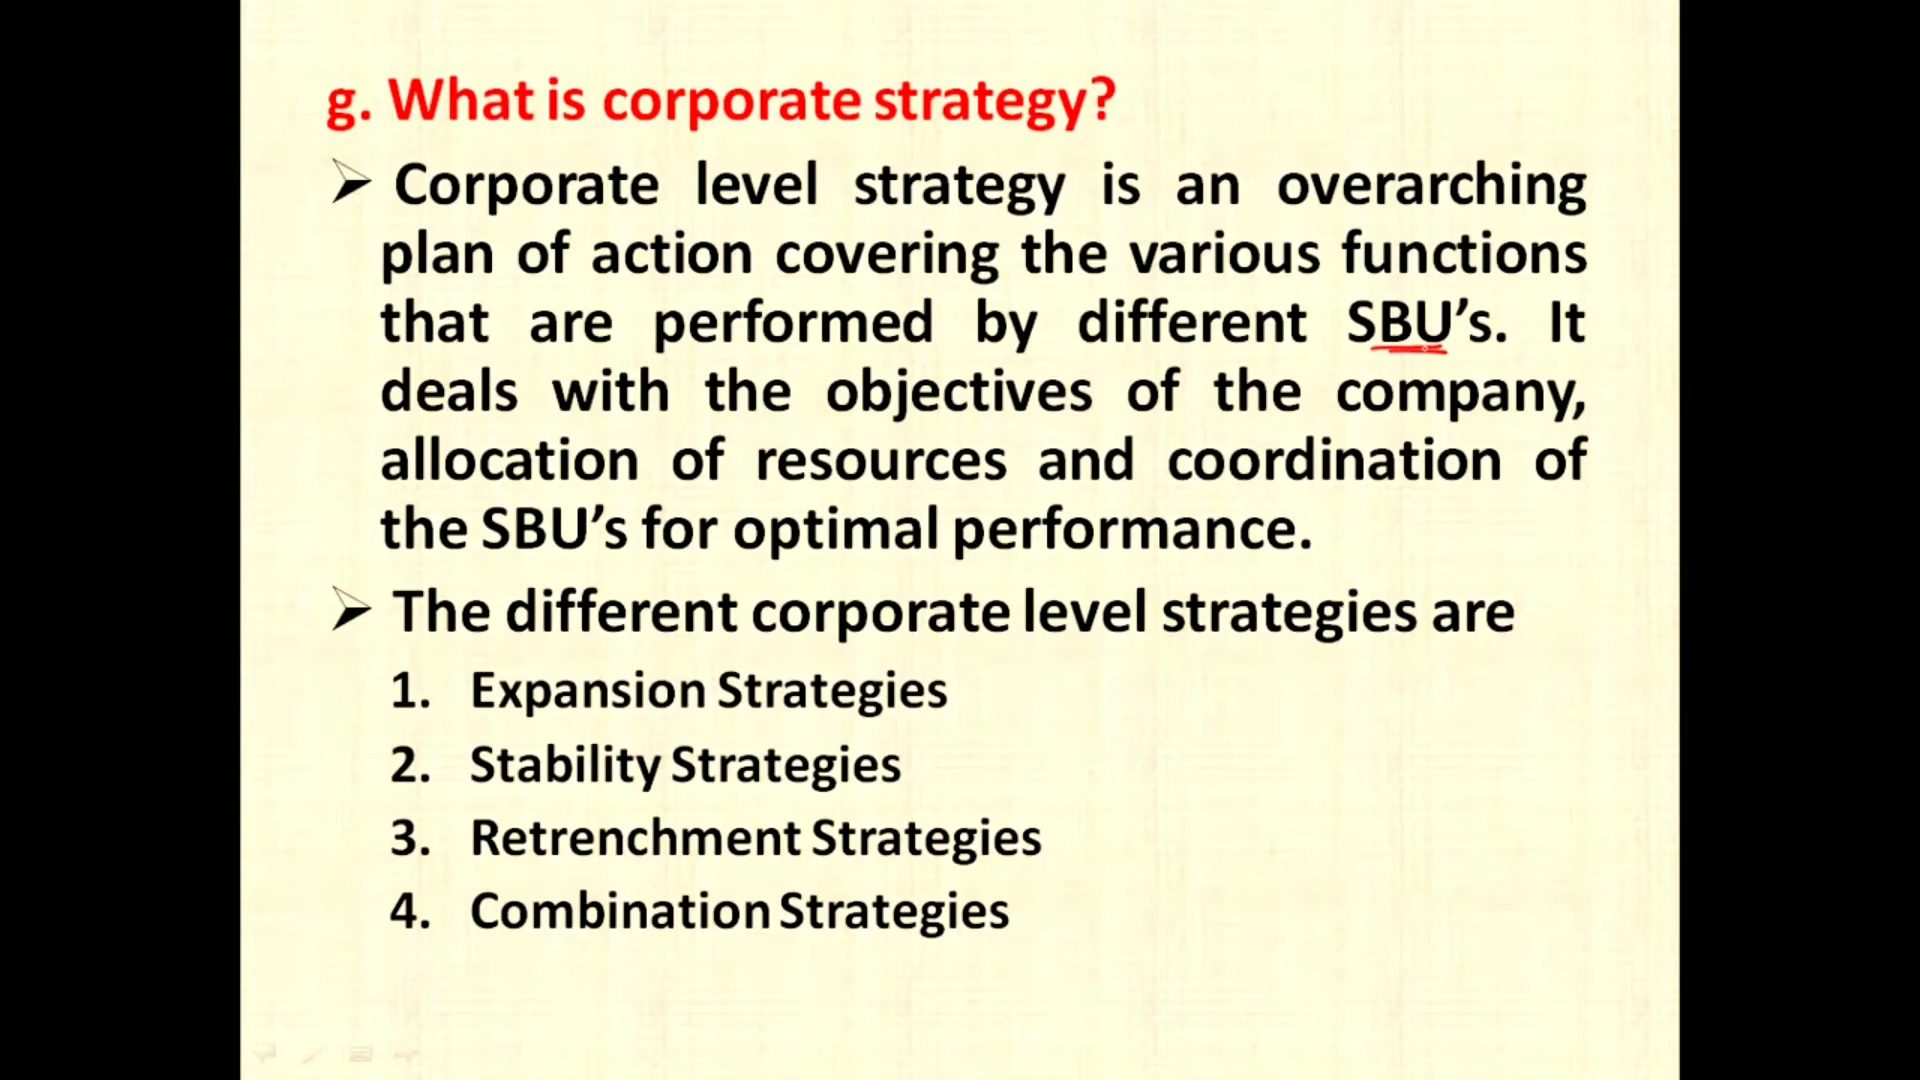 g. What is corporate strategy?
➢ Corporate level strategy is an overarching
plan of action covering the various functions
that are performed by different SBU’s. It
deals with the objectives of the company,
allocation of resources and coordination of
the SBU’s for optimal performance.
➢ The different corporate level strategies are
1. Expansion Strategies
2. Stability Strategies
3. Retrenchment Strategies
4. Combination Strategies